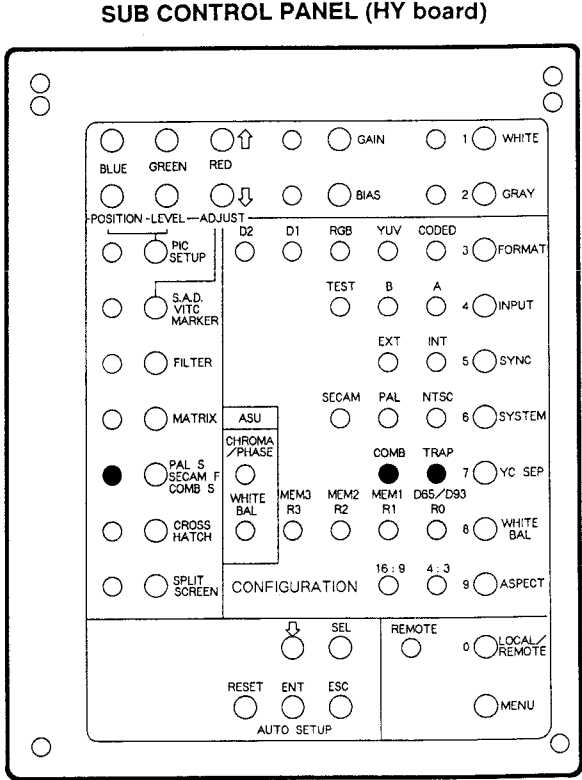 SUB CONTROL PANEL (HY board)
BLUE GREEN RED
GAIN
1 WHITE
BIAS
2 GRAY
POSITION-LEVEL-ADJUST
PIC
SETUP
D2 D1 RGB YUV CODED
3 FORMAT
S.A.D.
VITC
MARKER
TEST B A
4 INPUT
FILTER
EXT INT
5 SYNC
MATRIX
ASU
SECAM PAL NTSC
6 SYSTEM
PAL S
SECAM F
COMB S
CHROMA
/PHASE
COMB TRAP
7 YC SEP
CROSS
HATCH
WHITE
BAL
MEM3 MEM2 MEM1 D65/D93
R3 R2 R1 R0
8 WHITE
BAL
SPLIT
SCREEN
CONFIGURATION
16:9 4:3
9 ASPECT
SEL
REMOTE
0 LOCAL/
REMOTE
RESET ENT ESC
MENU
AUTO SETUP